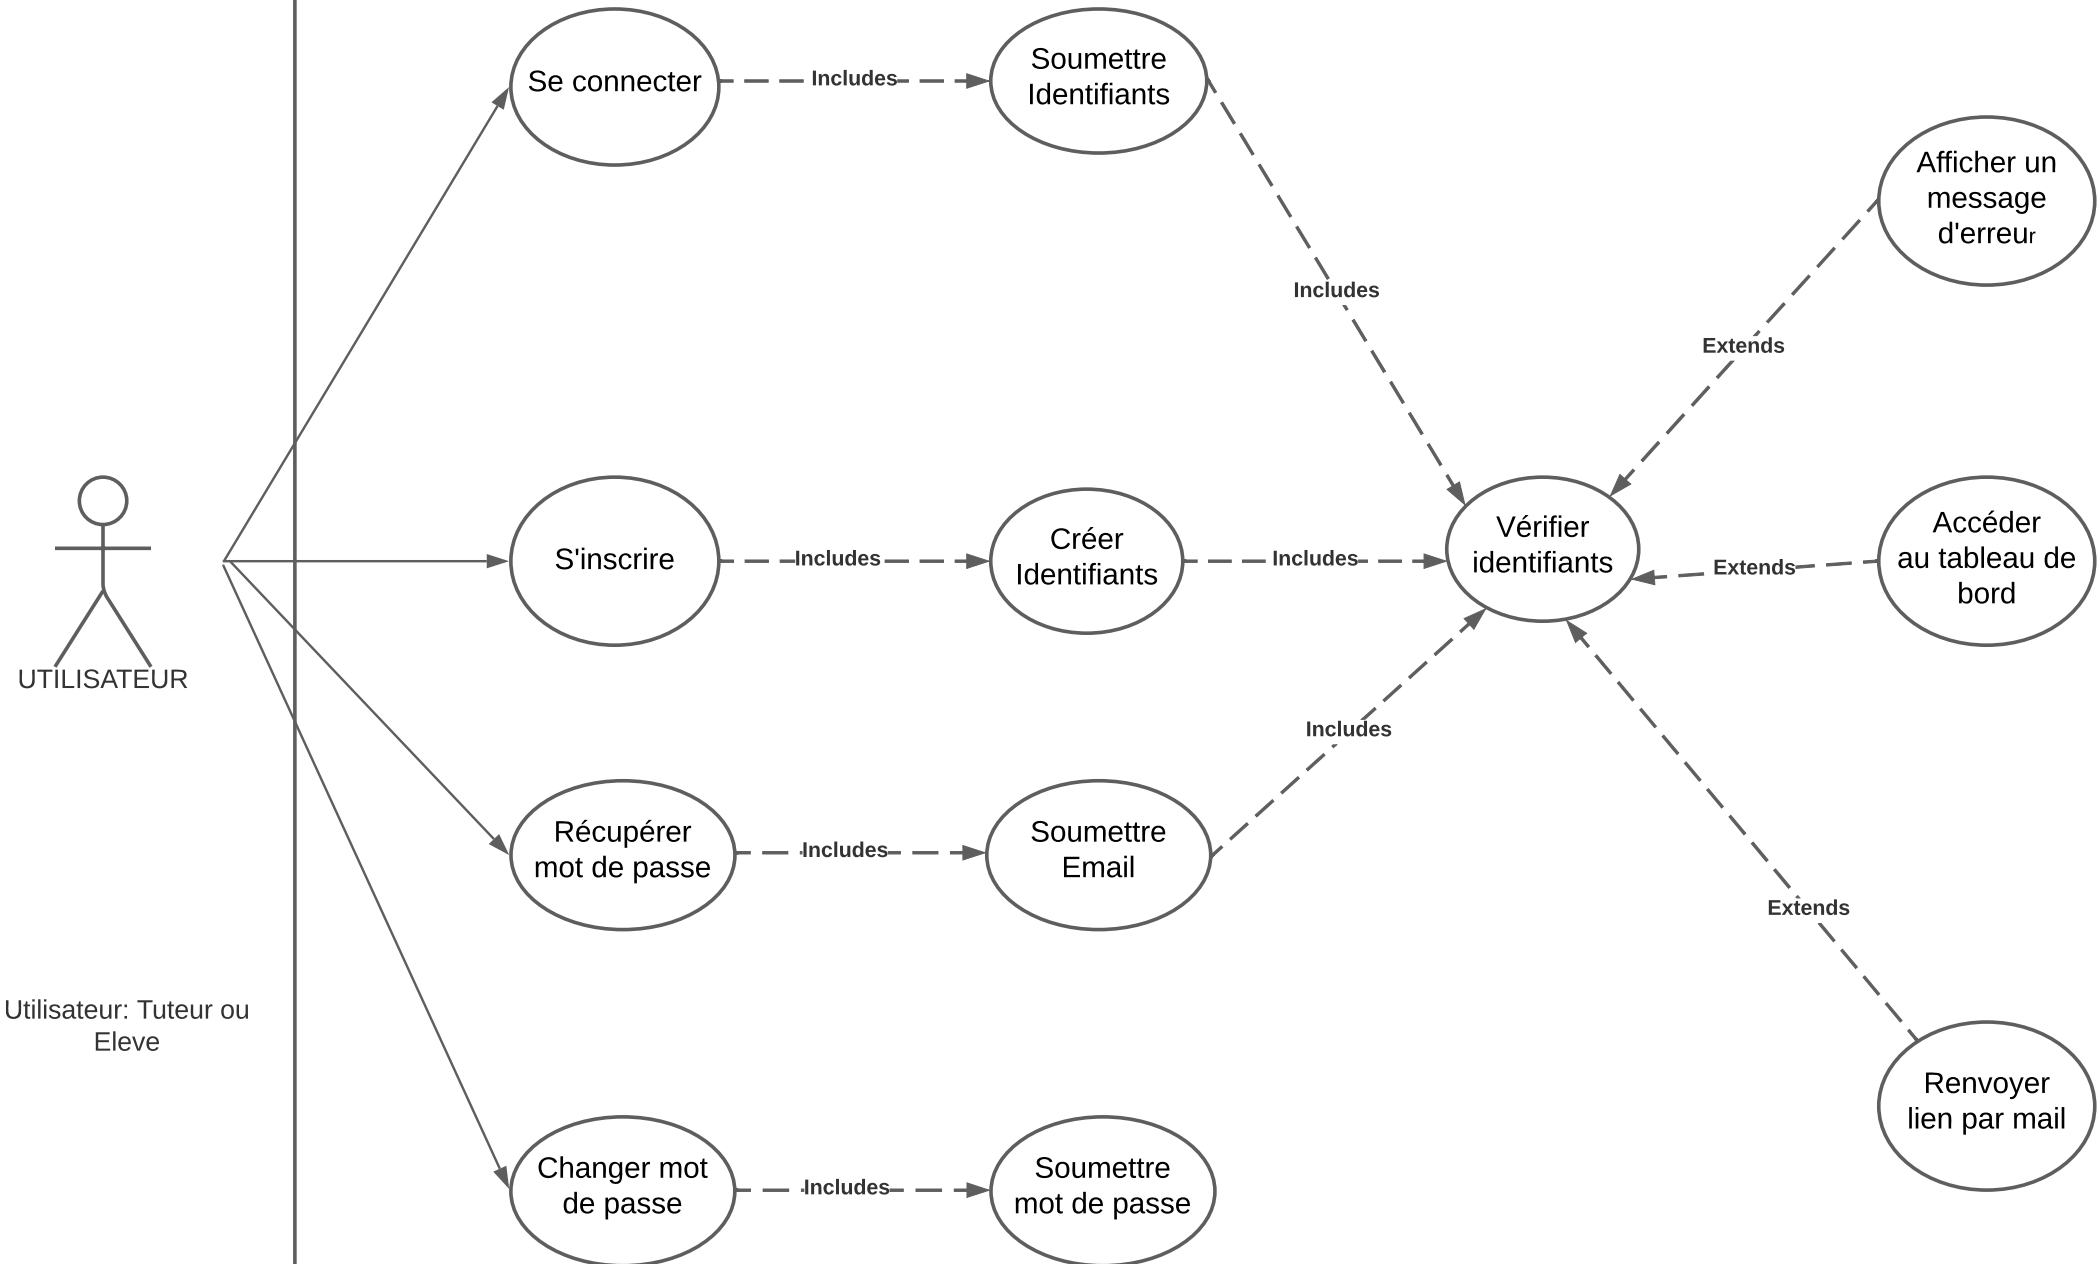 Se connecter
Includes
Soumettre
Identifiants
Includes
Afficher un
message
d'erreur
Extends
UTILISATEUR
S'inscrire
Includes
Créer
Identifiants
Includes
Vérifier
identifiants
Extends
Accéder
au tableau de
bord
Récupérer
mot de passe
Includes
Soumettre
Email
Includes
Extends
Renvoyer
lien par mail
Utilisateur: Tuteur ou
Eleve
Changer mot
de passe
Includes
Soumettre
mot de passe